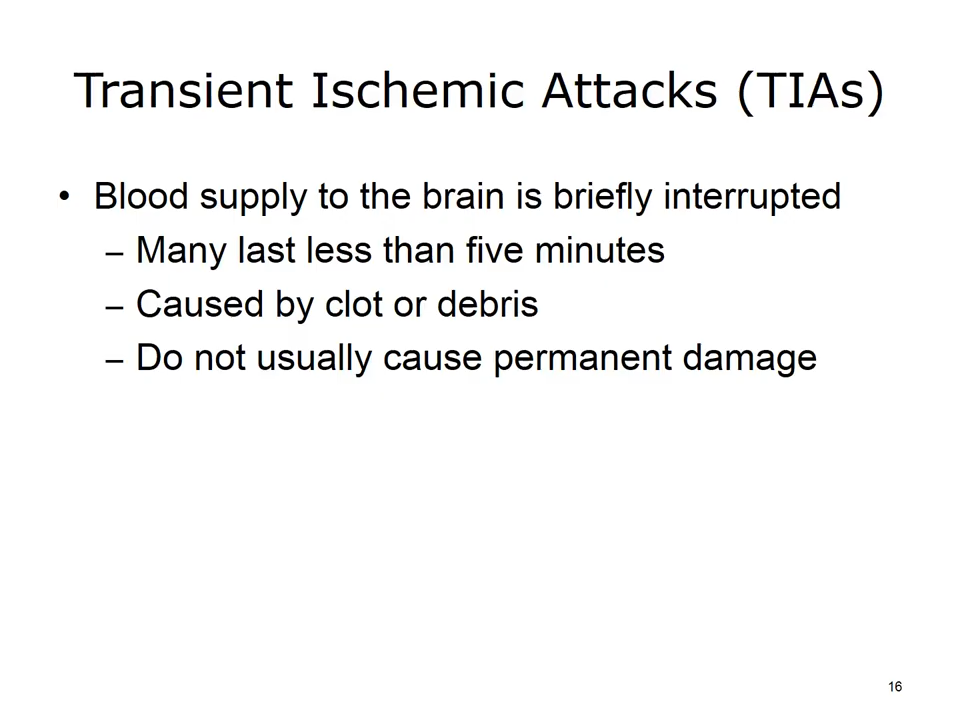 Transient Ischemic Attacks (TIAs)
• Blood supply to the brain is briefly interrupted
– Many last less than five minutes
– Caused by clot or debris
– Do not usually cause permanent damage
16